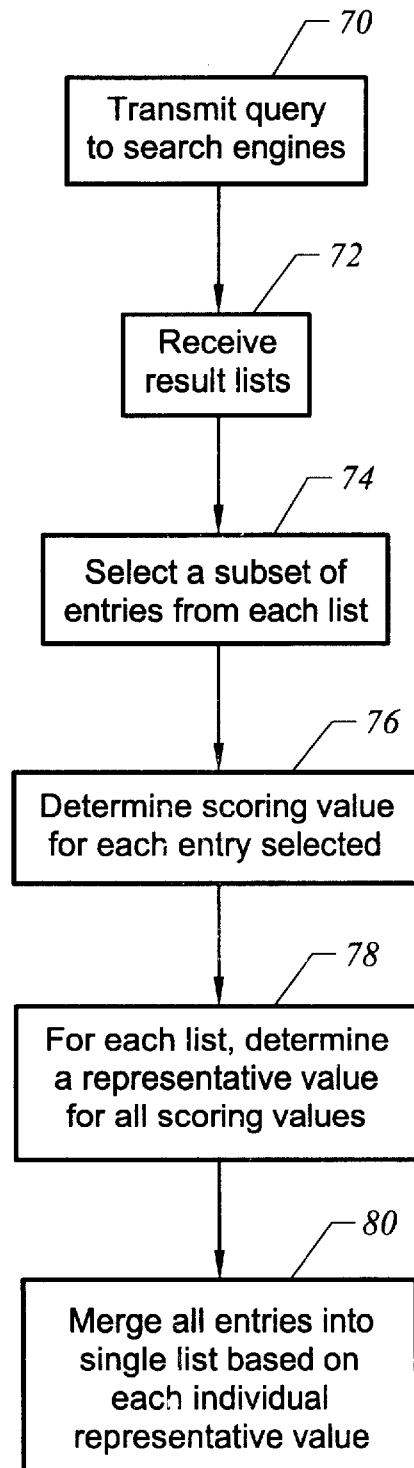 70
Transmit query
to search engines
72
Receive
result lists
74
Select a subset of
entries from each list
76
Determine scoring value
for each entry selected
78
For each list, determine
a representative value
for all scoring values
80
Merge all entries into
single list based on
each individual
representative value